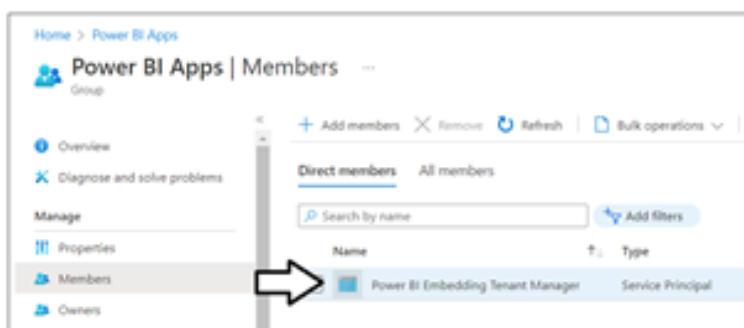 Home > Power BI Apps
Power BI Apps | Members ...
Group
+ Add members Remove Refresh Bulk operations
Overview
Diagnose and solve problems
Direct members All members
Manage
Search by name Add filters
Properties
Name Type
Members
Power BI Embedding Tenant Manager Service Principal
Owners